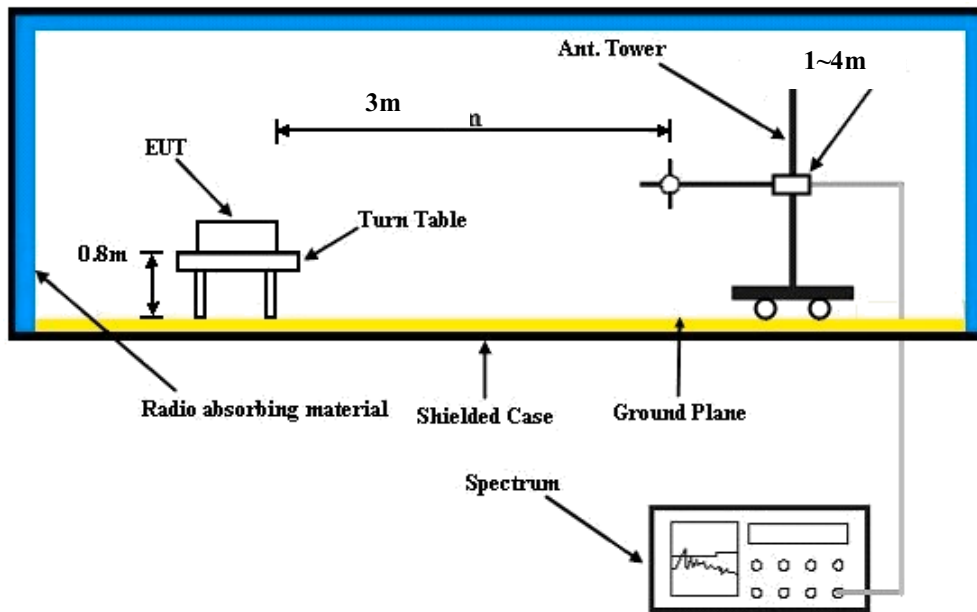 Ant. Tower
1~4m
3m
n
EUT
Turn Table
0.8m
Radio absorbing material
Shielded Case
Ground Plane
Spectrum